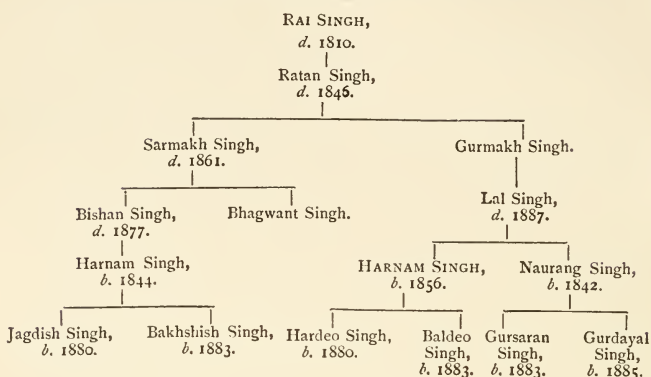 RAI SINGH,
d. 1810.
Ratan Singh,
d. 1846.
Sarmakh Singh,
d. 1861.
Gurmakh Singh.
Bishan Singh,
d. 1877.
Bhagwant Singh.
Lal Singh,
d. 1887.
Harnam Singh,
b. 1844.
HARNAM SINGH,
b. 1856.
Naurang Singh,
b. 1842.
Jagdish Singh,
b. 1880.
Bakhshish Singh,
b. 1883.
Hardeo Singh,
b. 1880.
Baldeo
Singh,
b. 1883.
Gursaran
Singh,
b. 1883.
Gurdayal
Singh,
b. 1885.